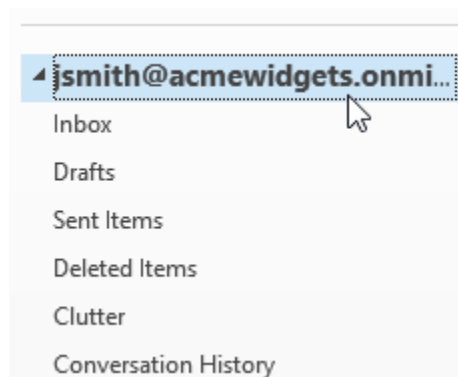 jsmith@acmewidgets.onmi...
Inbox
Drafts
Sent Items
Deleted Items
Clutter
Conversation History